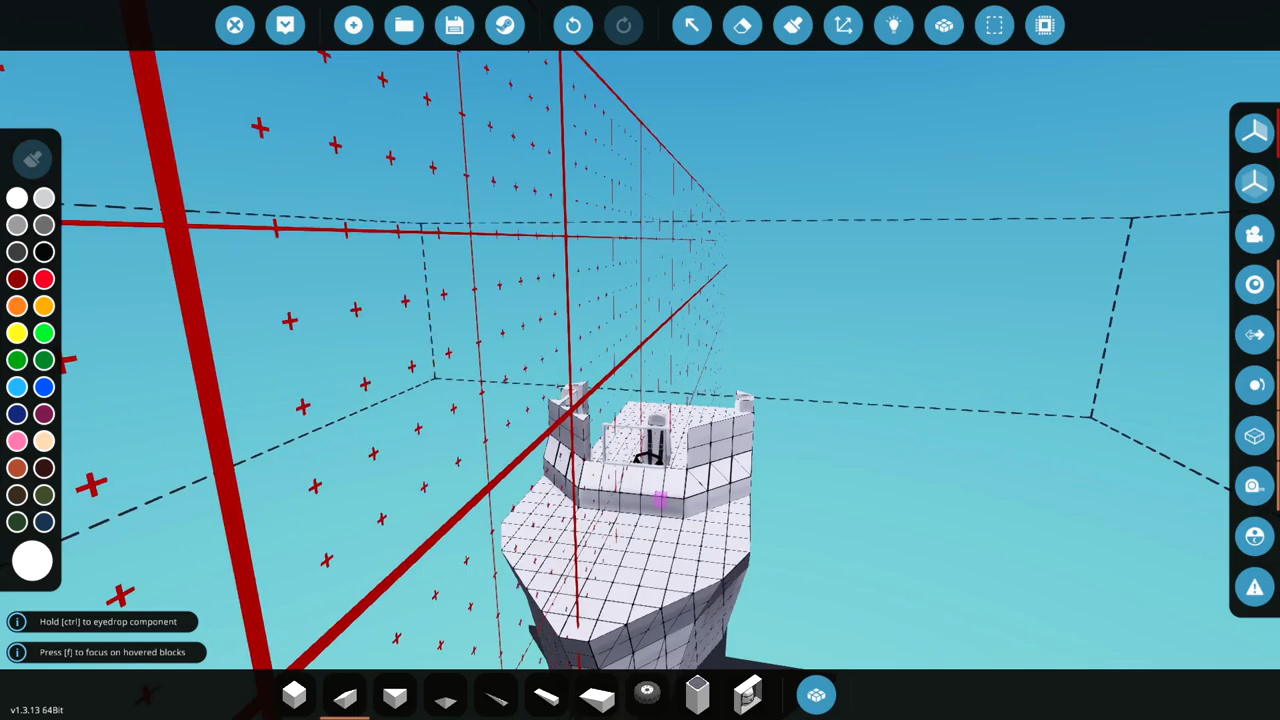 Hold [ctrl] to eyedrop component
Press [f] to focus on hovered blocks
v1.3.13 64Bit